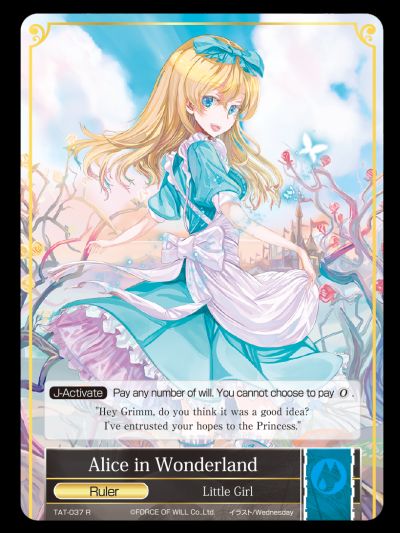 J-Activate Pay any number of will. You cannot choose to pay 0 .
"Hey Grimm, do you think it was a good idea?
I've entrusted your hopes to the Princess."
Alice in Wonderland
Ruler Little Girl
TAT-037 R ©FORCE OF WILL Co.Ltd. イラスト/Wednesday